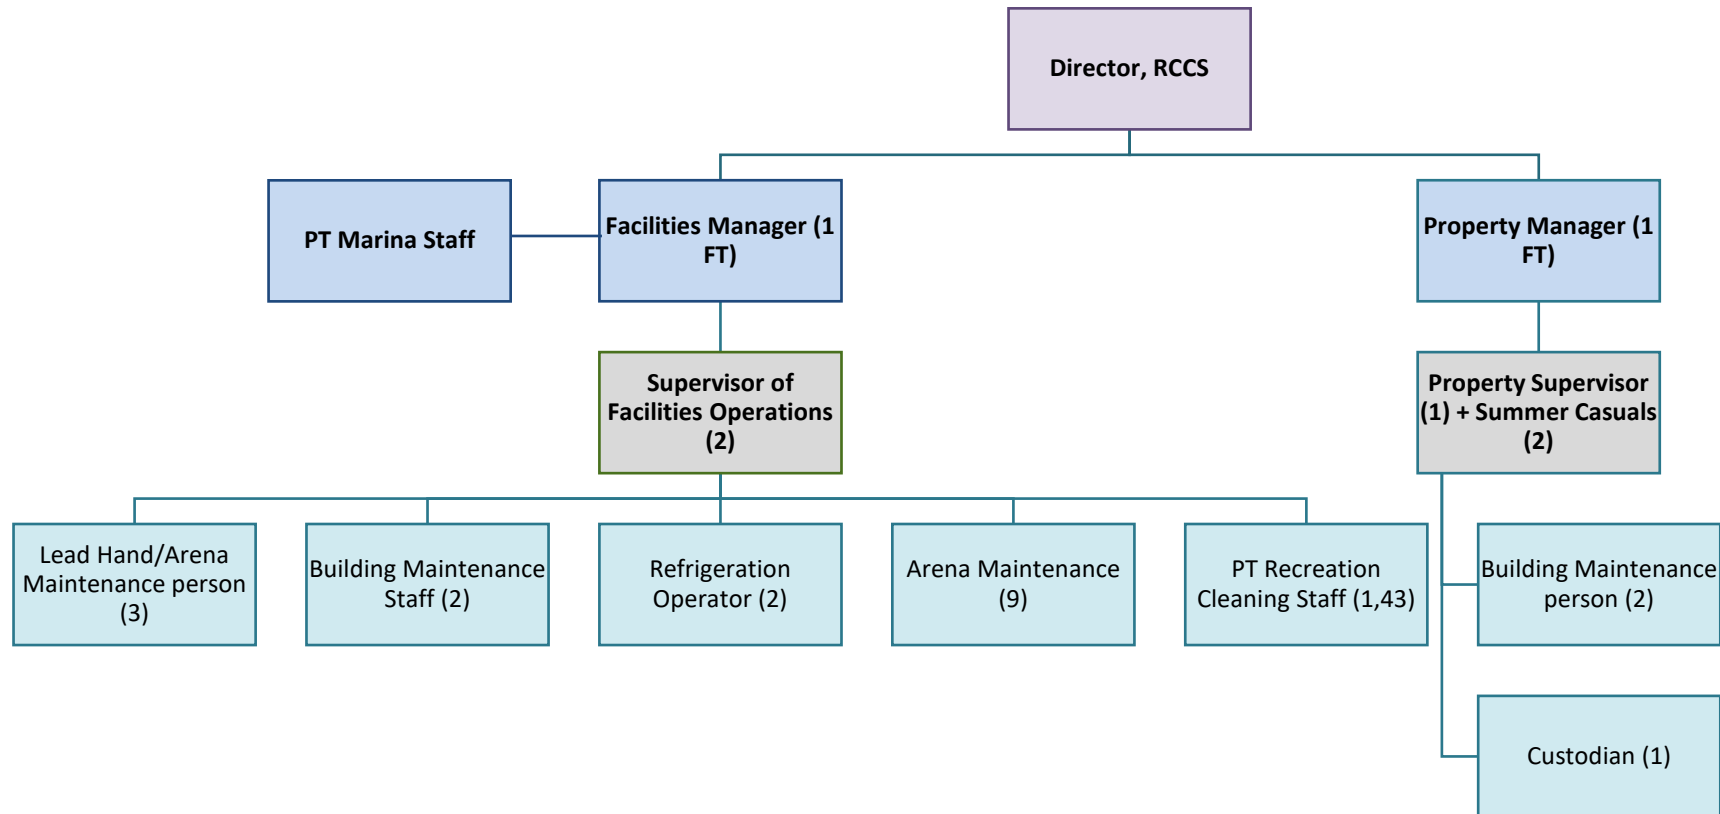 Director, RCCS
PT Marina Staff
Facilities Manager (1
FT)
Property Manager (1
FT)
Supervisor of
Facilities Operations
(2)
Property Supervisor
(1) + Summer Casuals
(2)
Lead Hand/Arena
Maintenance person
(3)
Building Maintenance
Staff (2)
Refrigeration
Operator (2)
Arena Maintenance
(9)
PT Recreation
Cleaning Staff (1,43)
Building Maintenance
person (2)
Custodian (1)